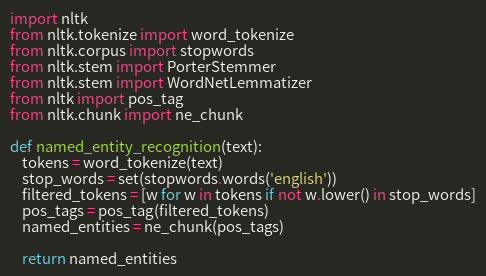 import nltk
from nltk.tokenize import word_tokenize
from nltk.corpus import stopwords
from nltk.stem import PorterStemmer
from nltk.stem import WordNetLemmatizer
from nltk import pos_tag
from nltk.chunk import ne_chunk

def named_entity_recognition(text):
    tokens = word_tokenize(text)
    stop_words = set(stopwords.words('english'))
    filtered_tokens = [w for w in tokens if not w.lower() in stop_words]
    pos_tags = pos_tag(filtered_tokens)
    named_entities = ne_chunk(pos_tags)

    return named_entities